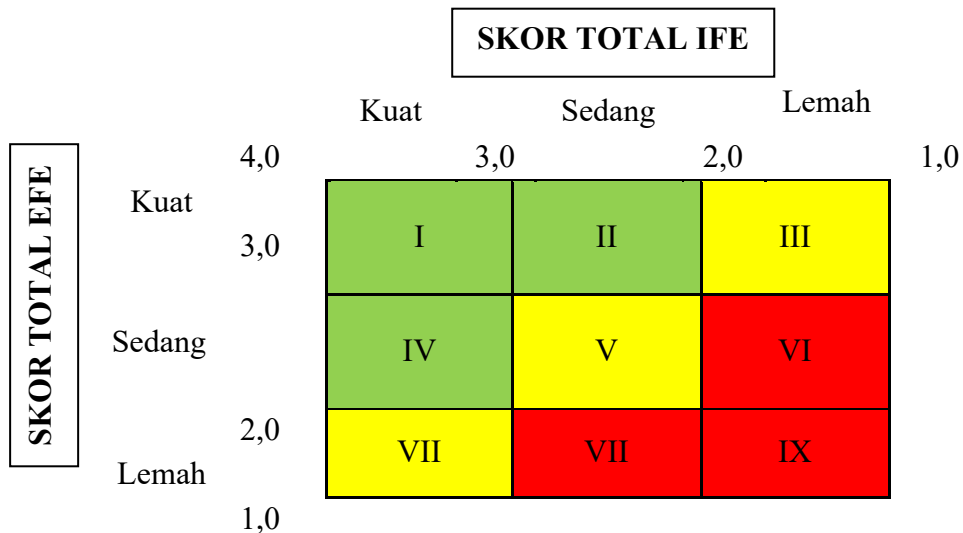 SKOR TOTAL IFE
Kuat Sedang Lemah
4,0 3,0 2,0 1,0
SKOR TOTAL EFE
Kuat
3,0
I II III
Sedang
IV V VI
2,0
VII VII IX
Lemah
1,0